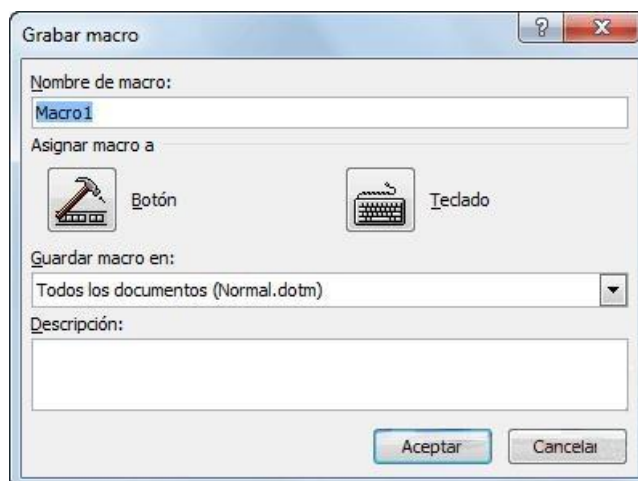 Grabar macro
Nombre de macro:
Macro1
Asignar macro a
Botón
Teclado
Guardar macro en:
Todos los documentos (Normal.dotm)
Descripción:
Aceptar
Cancelar